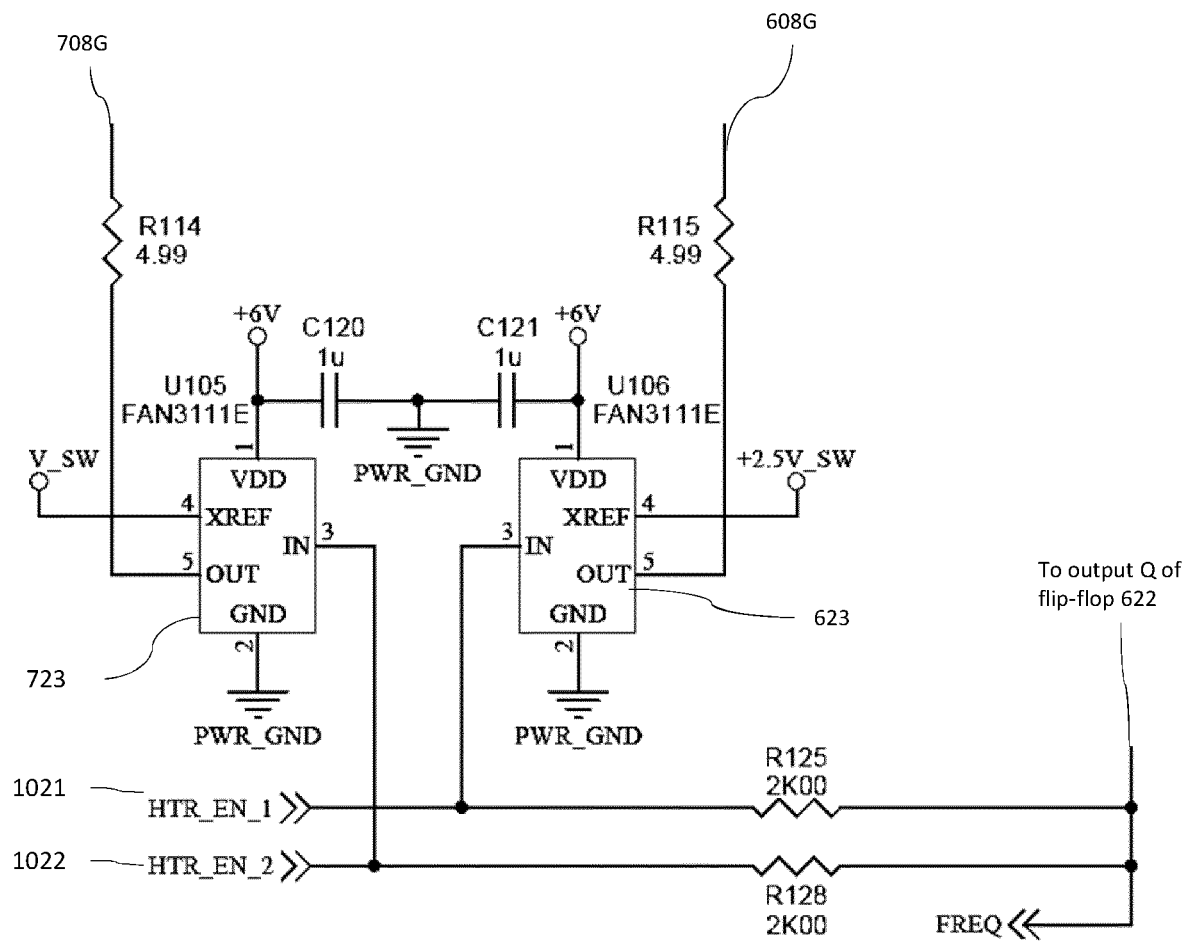 708G
608G
R114
4.99
R115
4.99
+6V
C120
1u
C121
1u
+6V
U105
FAN3111E
U106
FAN3111E
PWR_GND
V_SW
+2.5V_SW
1
VDD
4
XREF
IN
3
5
OUT
GND
2
1
VDD
XREF
4
3
IN
OUT
5
GND
2
To output Q of
flip-flop 622
623
723
PWR_GND
PWR_GND
R125
2K00
1021
HTR_EN_1
1022
HTR_EN_2
R128
2K00
FREQ